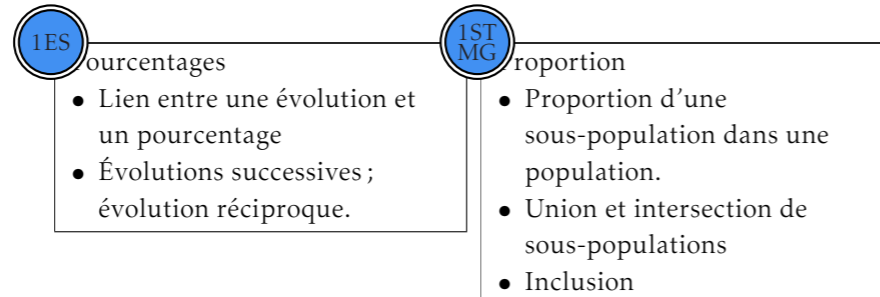 1ES
ourcentages
• Lien entre une évolution et
un pourcentage
• Évolutions successives ;
évolution réciproque.
1ST
MG
roportion
• Proportion d'une
sous-population dans une
population.
• Union et intersection de
sous-populations
• Inclusion